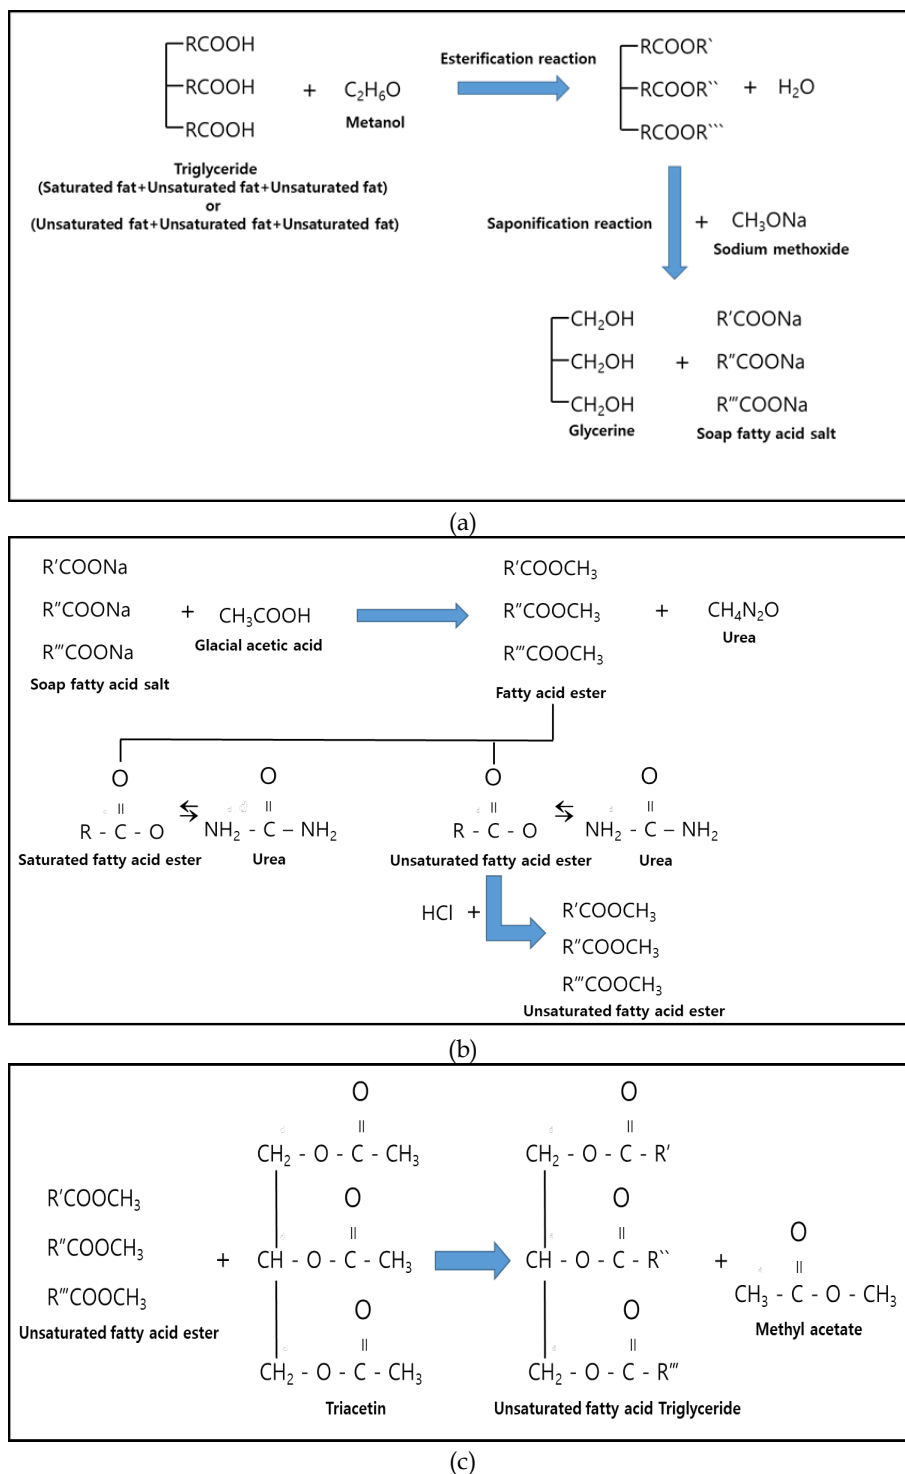 RCOOH
RCOOH
RCOOH
+
C2H6O
Metanol
Esterification reaction
RCOOR`
RCOOR``
RCOOR```
+
H2O
Triglyceride
(Saturated fat+Unsaturated fat+Unsaturated fat)
or
(Unsaturated fat+Unsaturated fat+Unsaturated fat)
Saponification reaction
+
CH3ONa
Sodium methoxide
CH2OH
CH2OH
CH2OH
Glycerine
+
R'COONa
R"COONa
R'"COONa
Soap fatty acid salt
(a)
R'COONa
R"COONa
R'"COONa
Soap fatty acid salt
+
CH3COOH
Glacial acetic acid
R'COOCH3
R"COOCH3
R'"COOCH3
Fatty acid ester
+
CH4N2O
Urea
O
=
R - C - O
Saturated fatty acid ester
O
=
NH2 - C - NH2
Urea
O
=
R - C - O
Unsaturated fatty acid ester
O
=
NH2 - C - NH2
Urea
HCl +
R'COOCH3
R"COOCH3
R'"COOCH3
Unsaturated fatty acid ester
(b)
R'COOCH3
R"COOCH3
R'"COOCH3
Unsaturated fatty acid ester
+
O
=
CH2 - O - C - CH3
O
=
CH - O - C - CH3
O
=
CH2 - O - C - CH3
Triacetin
O
=
CH2 - O - C - R'
O
=
CH - O - C - R``
O
=
CH2 - O - C - R'"
Unsaturated fatty acid Triglyceride
+
O
=
CH3 - C - O - CH3
Methyl acetate
(c)